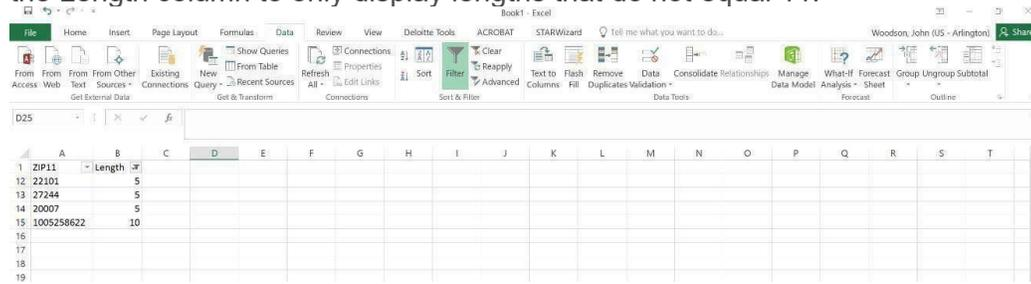 the Length column to only display lengths that do not equal 11.
Book1 - Excel
File Home Insert Page Layout Formulas Data Review View Deloitte Tools ACROBAT STARWizard Tell me what you want to do... Woodson, John (US - Arlington) Share
From Access From Web From Text From Other Sources Existing Connections New Query Show Queries From Table Recent Sources Refresh All Connections Properties Edit Links Sort Filter Clear Reapply Advanced Text to Columns Flash Fill Remove Duplicates Data Validation Consolidate Relationships Manage Data Model What-If Analysis Forecast Sheet Group Ungroup Subtotal
Get External Data Get & Transform Connections Sort & Filter Data Tools Forecast Outline
D25 fx
A B C D E F G H I J K L M N O P Q R S T
1 ZIP11 Length
12 22101 5
13 27244 5
14 20007 5
15 1005258622 10
16
17
18
19